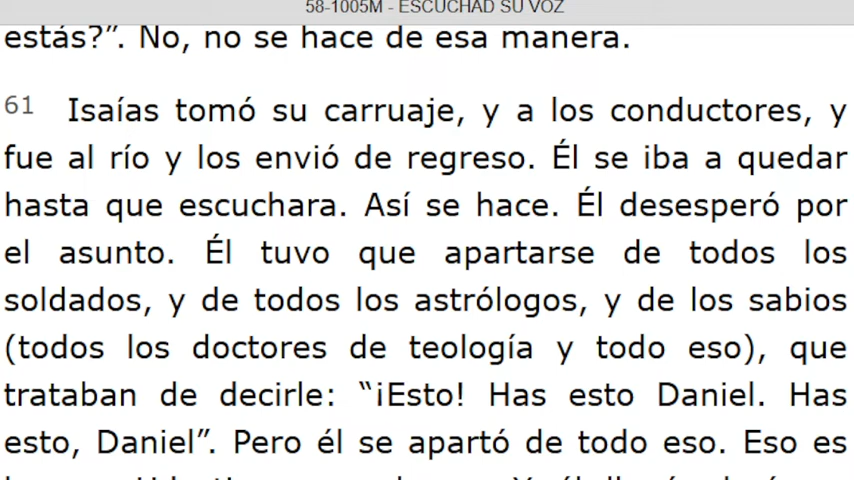 58-1005M - ESCUCHAD SU VOZ
estás?”. No, no se hace de esa manera.
61 Isaías tomó su carruaje, y a los conductores, y
fue al río y los envió de regreso. Él se iba a quedar
hasta que escuchara. Así se hace. Él desesperó por
el asunto. Él tuvo que apartarse de todos los
soldados, y de todos los astrólogos, y de los sabios
(todos los doctores de teología y todo eso), que
trataban de decirle: “¡Esto! Has esto Daniel. Has
esto, Daniel”. Pero él se apartó de todo eso. Eso es